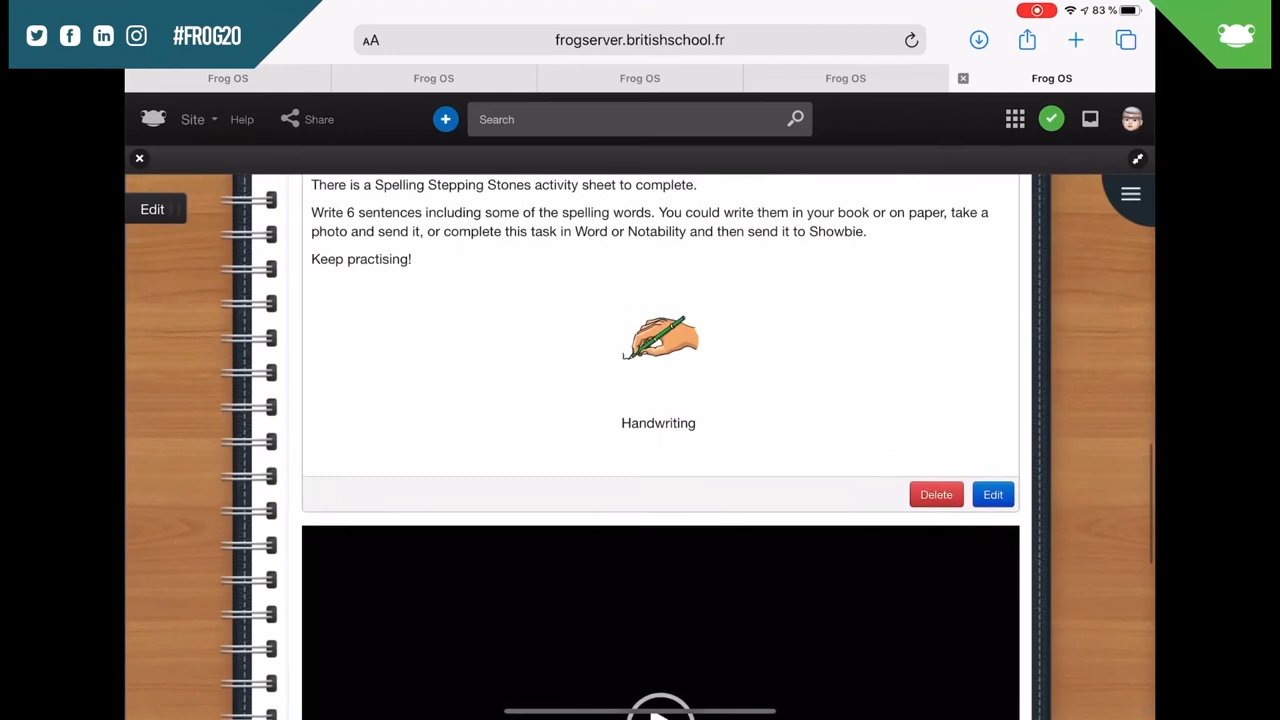 #FROG20
83 %
AA
frogserver.britishschool.fr
Frog OS
Frog OS
Frog OS
Frog OS
Frog OS
Site
Help
Share
Search
Edit
There is a Spelling Stepping Stones activity sheet to complete.
Write 6 sentences including some of the spelling words. You could write them in your book or on paper, take a
photo and send it, or complete this task in Word or Notability and then send it to Showbie.
Keep practising!
Handwriting
Delete
Edit